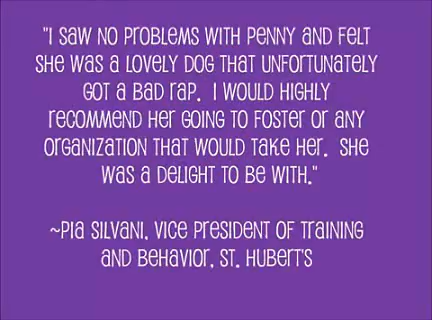 "I saw no problems with Penny and felt
she was a lovely dog that unfortunately
got a bad rap. I would highly
recommend her going to foster or any
organization that would take her. She
was a delight to be with."
~Pia Silvani, Vice President of Training
and Behavior, St. Hubert's